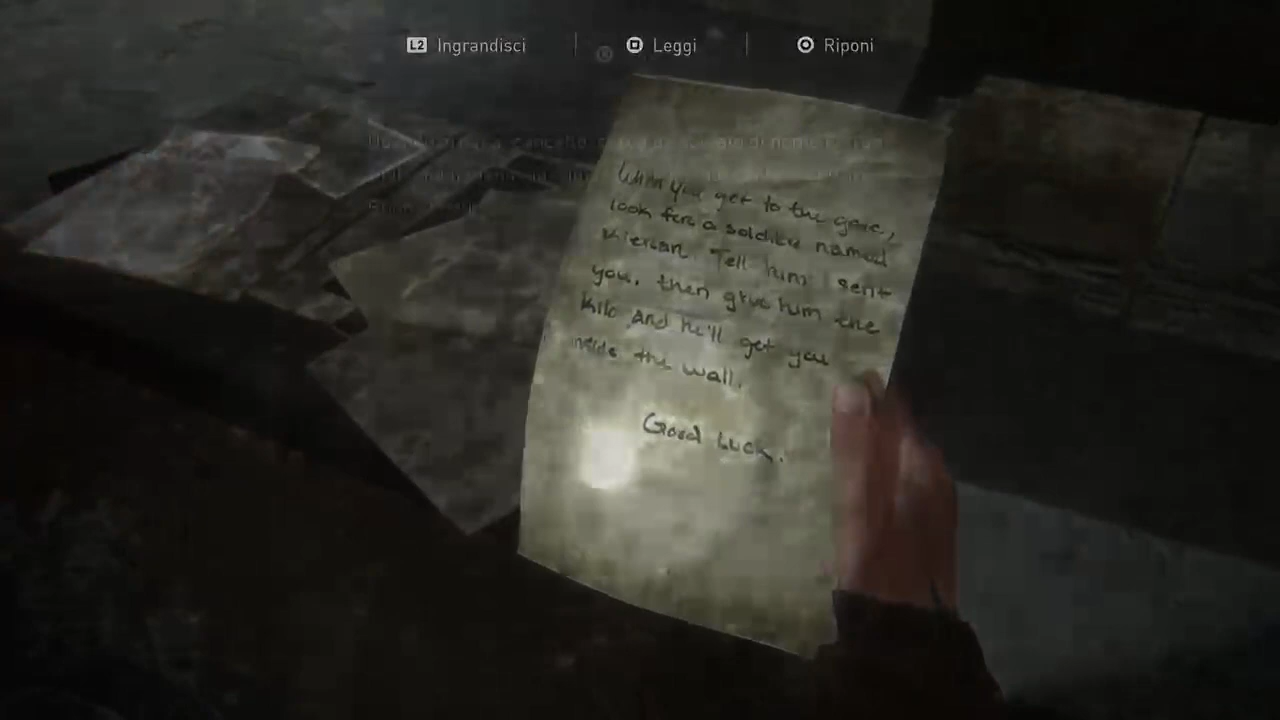 L2 Ingrandisci
Leggi
Riponi
When you get to the gate,
look for a soldier named
Kiernan. Tell him I sent
you, then give him the
kilo and he'll get you
inside the wall.
Good Luck.